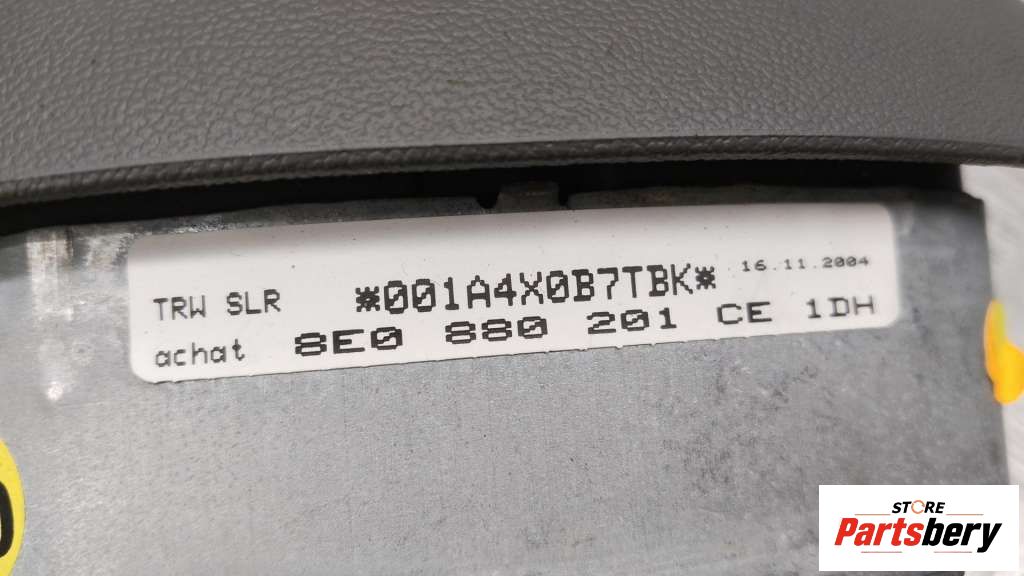 TRW SLR *001A4X0B7TBK* 16.11.2004
achat 8E0 880 201 CE 1DH
STORE
Partsbery